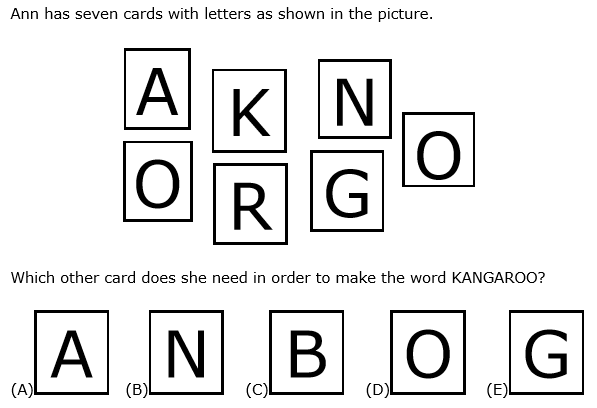 Ann has seven cards with letters as shown in the picture.
A K N O
O R G
Which other card does she need in order to make the word KANGAROO?
(A) A (B) N (C) B (D) O (E) G